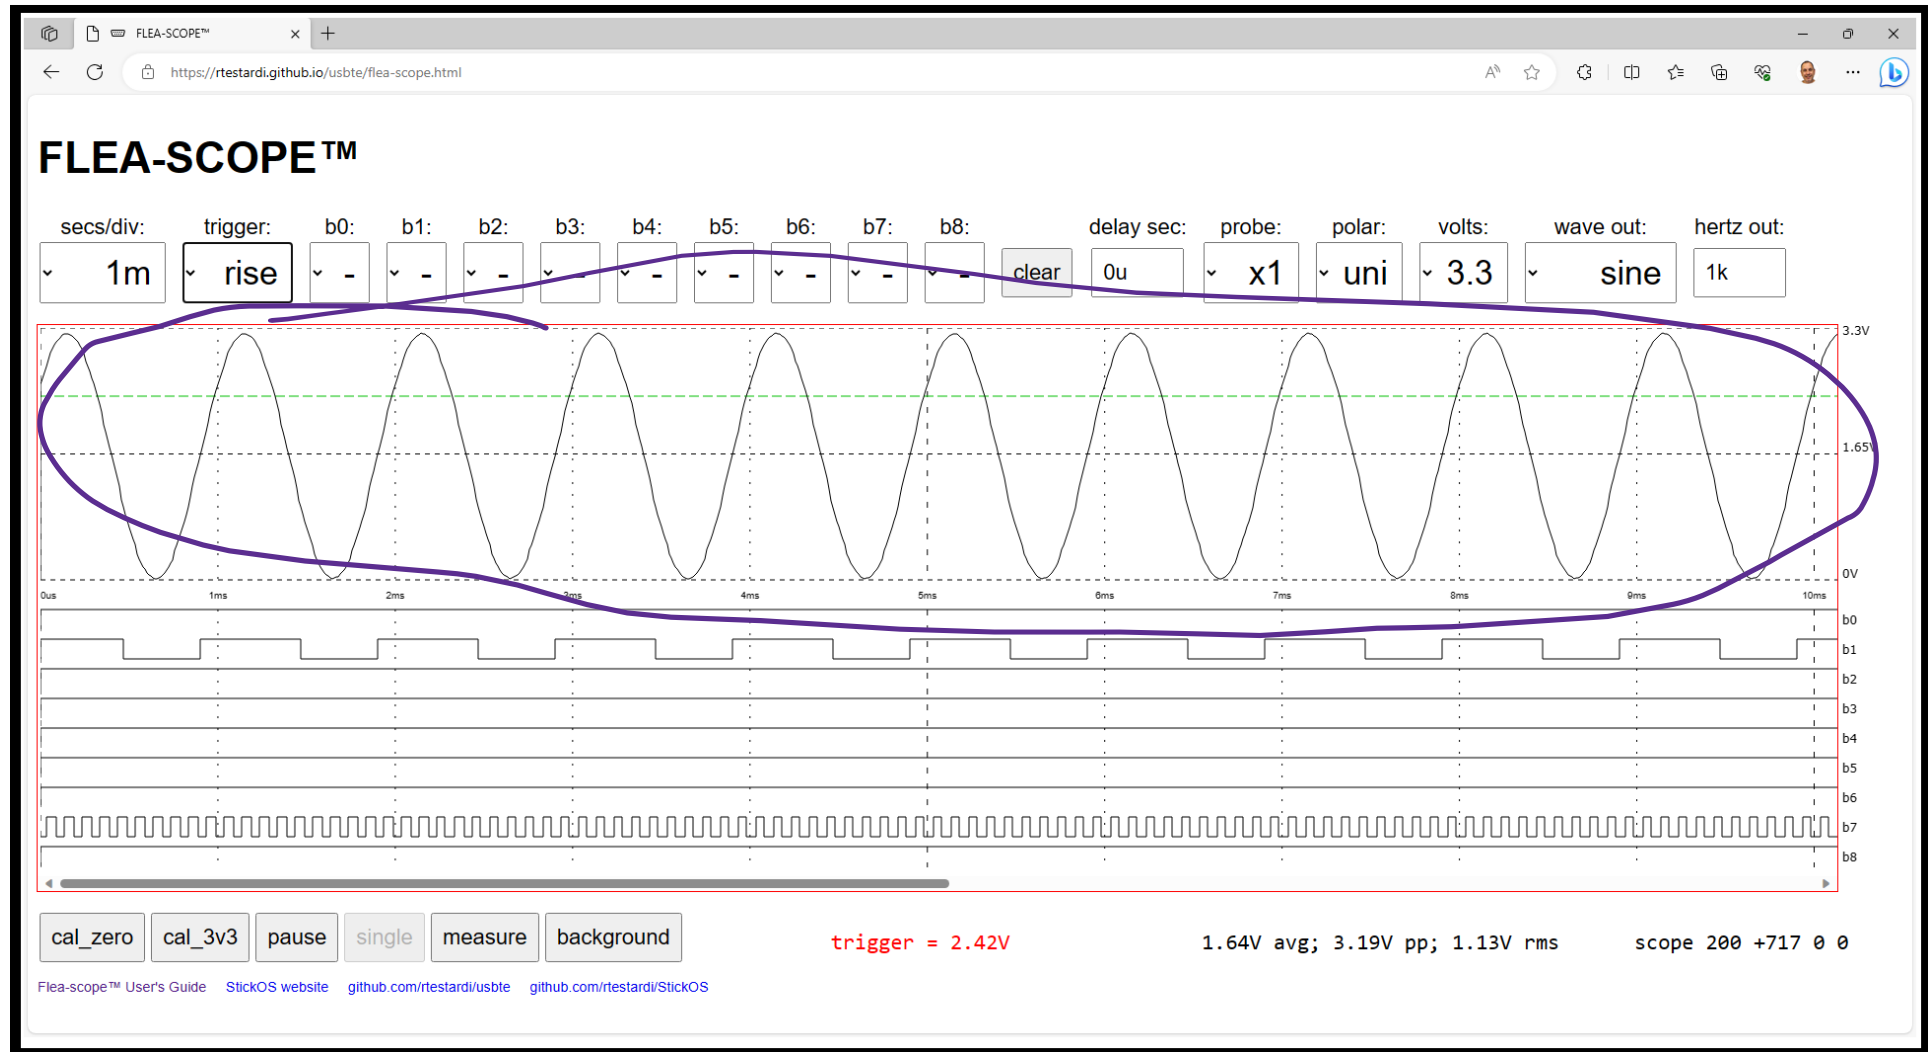 FLEA-SCOPE™
https://rtestardi.github.io/usbte/flea-scope.html
FLEA-SCOPE™
secs/div: trigger: b0: b1: b2: b3: b4: b5: b6: b7: b8: delay sec: probe: polar: volts: wave out: hertz out:
1m rise - - - - - - - - - clear 0u x1 uni 3.3 sine 1k
3.3V
1.65V
0V
0us 1ms 2ms 3ms 4ms 5ms 6ms 7ms 8ms 9ms 10ms
b0
b1
b2
b3
b4
b5
b6
b7
b8
cal_zero cal_3v3 pause single measure background trigger = 2.42V 1.64V avg; 3.19V pp; 1.13V rms scope 200 +717 0 0
Flea-scope™ User's Guide StickOS website github.com/rtestardi/usbte github.com/rtestardi/StickOS